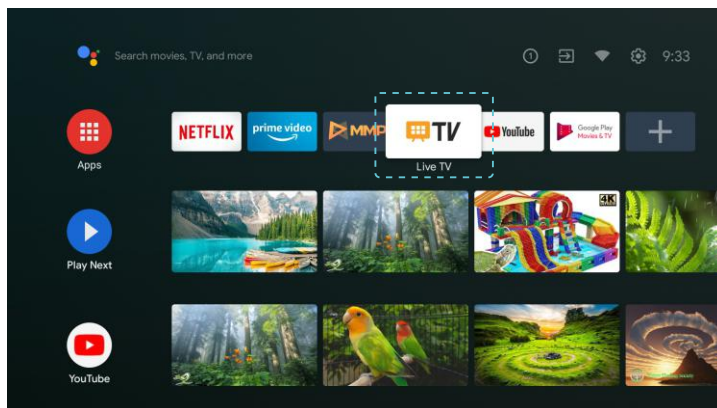 Search movies, TV, and more
1
9:33
Apps
NETFLIX
prime video
MMP
TV
Live TV
YouTube
Google Play
Movies & TV
Play Next
4K
YouTube